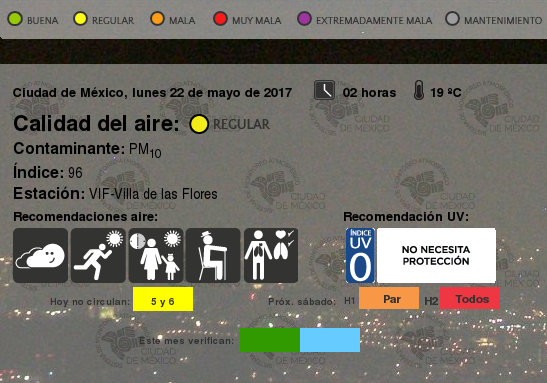 BUENA REGULAR MALA MUY MALA EXTREMADAMENTE MALA MANTENIMIENTO
Ciudad de México, lunes 22 de mayo de 2017 02 horas 19 ºC
Calidad del aire: REGULAR
Contaminante: PM10
Índice: 96
Estación: VIF-Villa de las Flores
Recomendaciones aire: Recomendación UV:
ÍNDICE
UV
0
NO NECESITA
PROTECCIÓN
Hoy no circulan: 5 y 6 Próx. sábado: H1 Par H2 Todos
Este mes verifican:
CIUDAD
DE MÉXICO